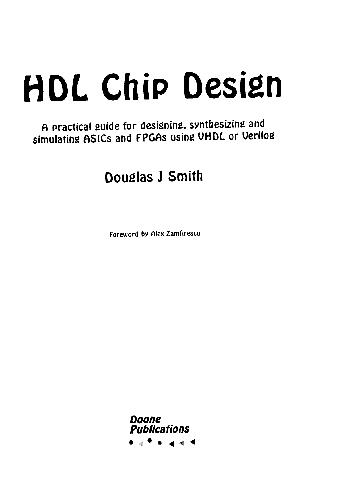 HDL Chip Design
A practical guide for designing, synthesizing and
simulating ASICs and FPGAs using VHDL or Verilog
Douglas J Smith
Foreword by Alex Zamfirescu
Doone
Publications